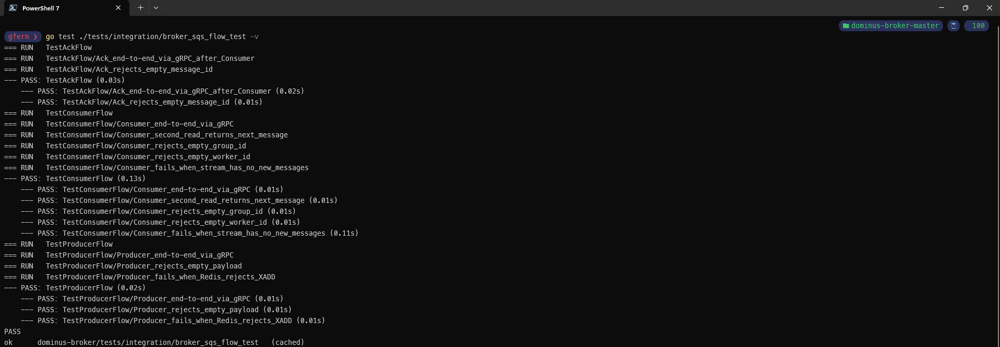 PowerShell 7
dominus-broker-master 100
gfern ❯ go test ./tests/integration/broker_sqs_flow_test -v
=== RUN   TestAckFlow
=== RUN   TestAckFlow/Ack_end-to-end_via_gRPC_after_Consumer
=== RUN   TestAckFlow/Ack_rejects_empty_message_id
--- PASS: TestAckFlow (0.03s)
    --- PASS: TestAckFlow/Ack_end-to-end_via_gRPC_after_Consumer (0.02s)
    --- PASS: TestAckFlow/Ack_rejects_empty_message_id (0.01s)
=== RUN   TestConsumerFlow
=== RUN   TestConsumerFlow/Consumer_end-to-end_via_gRPC
=== RUN   TestConsumerFlow/Consumer_second_read_returns_next_message
=== RUN   TestConsumerFlow/Consumer_rejects_empty_group_id
=== RUN   TestConsumerFlow/Consumer_rejects_empty_worker_id
=== RUN   TestConsumerFlow/Consumer_fails_when_stream_has_no_new_messages
--- PASS: TestConsumerFlow (0.13s)
    --- PASS: TestConsumerFlow/Consumer_end-to-end_via_gRPC (0.01s)
    --- PASS: TestConsumerFlow/Consumer_second_read_returns_next_message (0.01s)
    --- PASS: TestConsumerFlow/Consumer_rejects_empty_group_id (0.01s)
    --- PASS: TestConsumerFlow/Consumer_rejects_empty_worker_id (0.01s)
    --- PASS: TestConsumerFlow/Consumer_fails_when_stream_has_no_new_messages (0.11s)
=== RUN   TestProducerFlow
=== RUN   TestProducerFlow/Producer_end-to-end_via_gRPC
=== RUN   TestProducerFlow/Producer_rejects_empty_payload
=== RUN   TestProducerFlow/Producer_fails_when_Redis_rejects_XADD
--- PASS: TestProducerFlow (0.02s)
    --- PASS: TestProducerFlow/Producer_end-to-end_via_gRPC (0.01s)
    --- PASS: TestProducerFlow/Producer_rejects_empty_payload (0.01s)
    --- PASS: TestProducerFlow/Producer_fails_when_Redis_rejects_XADD (0.01s)
PASS
ok      dominus-broker/tests/integration/broker_sqs_flow_test   (cached)